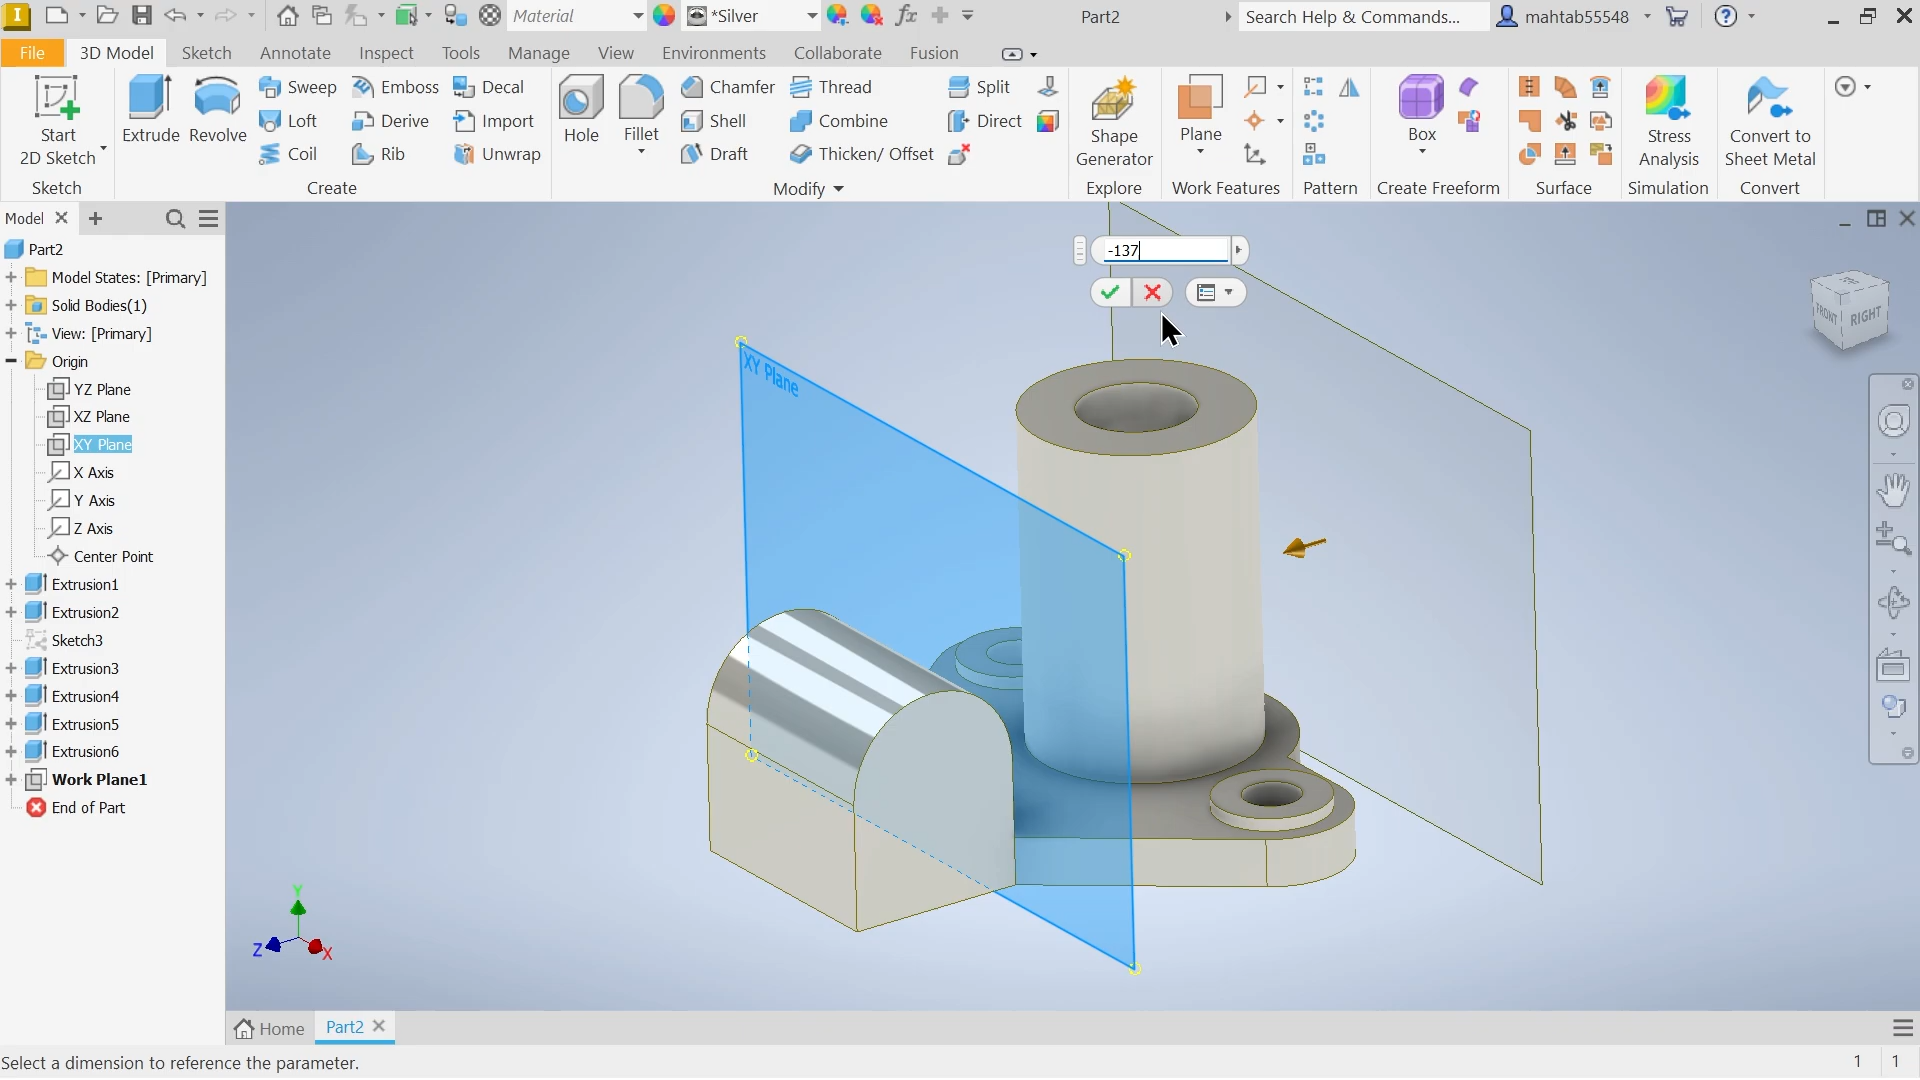 Material
*Silver
fx
Part2
Search Help & Commands...
mahtab55548
File
3D Model
Sketch
Annotate
Inspect
Tools
Manage
View
Environments
Collaborate
Fusion
Start
2D Sketch
Extrude
Revolve
Sweep
Emboss
Decal
Loft
Derive
Import
Coil
Rib
Unwrap
Hole
Fillet
Chamfer
Thread
Split
Shell
Combine
Direct
Draft
Thicken/ Offset
Shape
Generator
Plane
Box
Stress
Analysis
Convert to
Sheet Metal
Sketch
Create
Modify
Explore
Work Features
Pattern
Create Freeform
Surface
Simulation
Convert
Model
Part2
Model States: [Primary]
Solid Bodies(1)
View: [Primary]
Origin
YZ Plane
XZ Plane
XY Plane
X Axis
Y Axis
Z Axis
Center Point
Extrusion1
Extrusion2
Sketch3
Extrusion3
Extrusion4
Extrusion5
Extrusion6
Work Plane1
End of Part
-137
XY Plane
FRONT
RIGHT
Y
Z
X
Home
Part2
Select a dimension to reference the parameter.
1
1